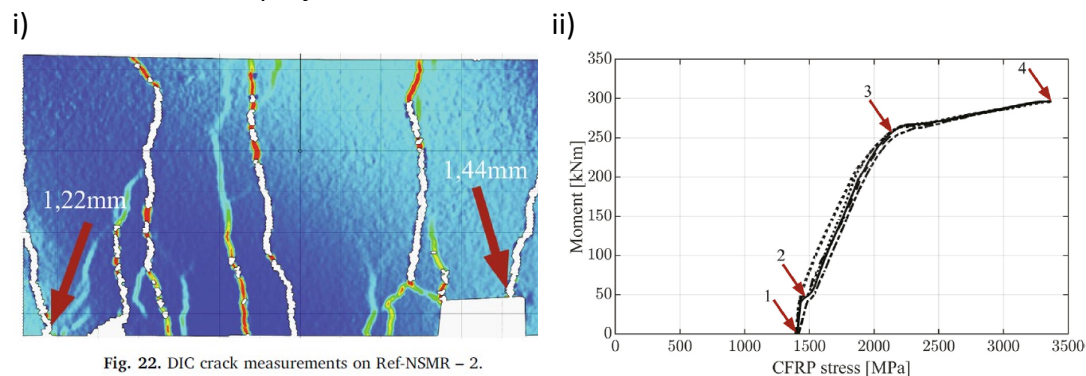 i)
ii)
1,22mm
1,44mm
Fig. 22. DIC crack measurements on Ref-NSMR – 2.
350
300
250
200
150
100
50
0
Moment [kNm]
1
2
3
4
0
500
1000
1500
2000
2500
3000
3500
CFRP stress [MPa]